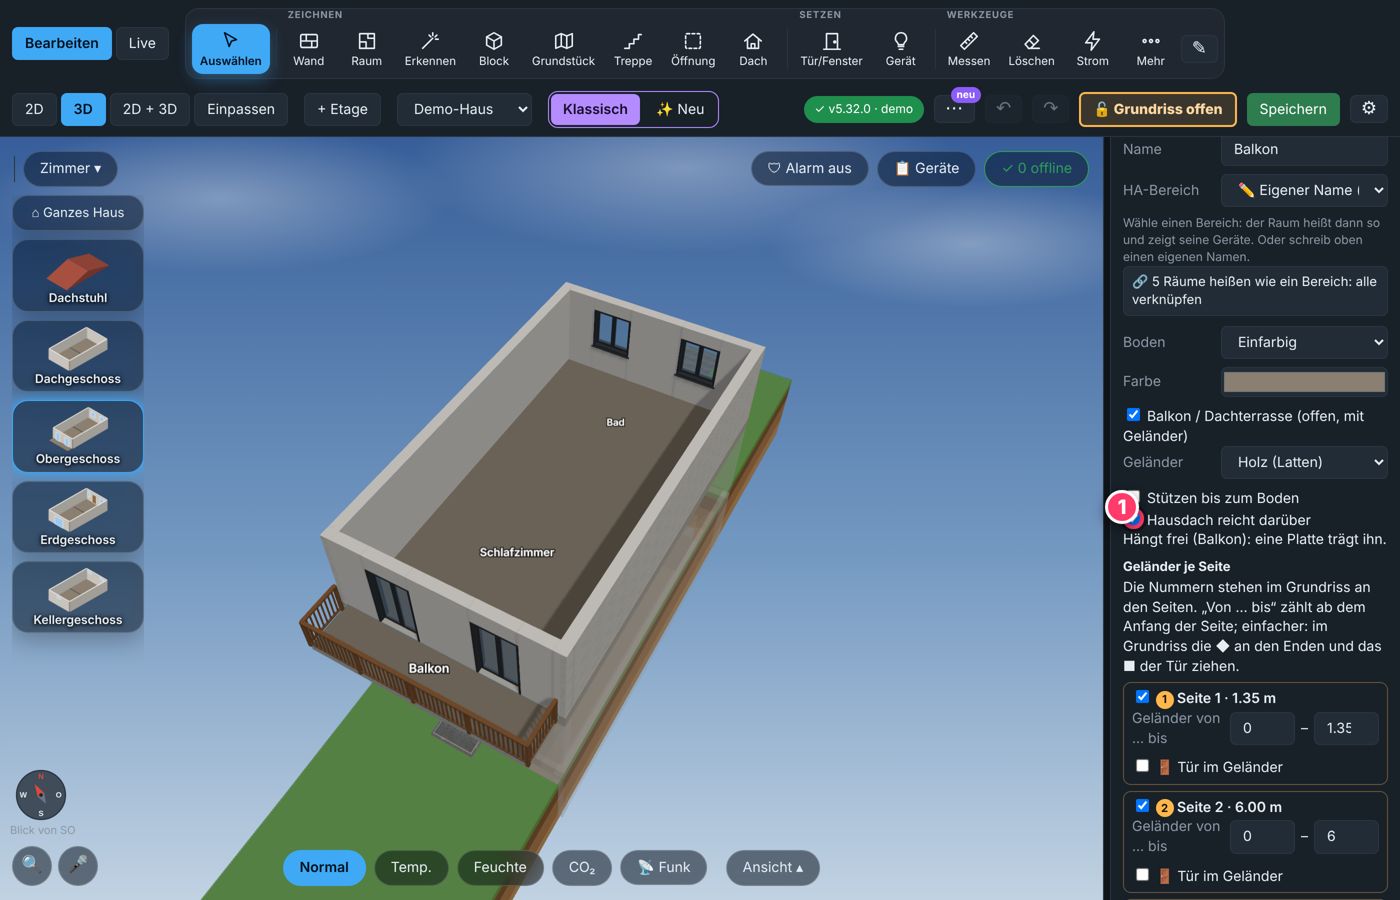 ZEICHNEN
SETZEN
WERKZEUGE
Bearbeiten
Live
Auswählen
Wand
Raum
Erkennen
Block
Grundstück
Treppe
Öffnung
Dach
Tür/Fenster
Gerät
Messen
Löschen
Strom
Mehr
neu
2D
3D
2D + 3D
Einpassen
+ Etage
Demo-Haus
Klassisch
✨ Neu
✓ v5.32.0 · demo
🔓 Grundriss offen
Speichern
Zimmer ▾
🛡 Alarm aus
📋 Geräte
✓ 0 offline
⌂ Ganzes Haus
Dachstuhl
Dachgeschoss
Obergeschoss
Erdgeschoss
Kellergeschoss
Bad
Schlafzimmer
Balkon
N
W
O
S
Blick von SO
Normal
Temp.
Feuchte
CO₂
📡 Funk
Ansicht ▴
Name
Balkon
HA-Bereich
✏️ Eigener Name (
Wähle einen Bereich: der Raum heißt dann so
und zeigt seine Geräte. Oder schreib oben
einen eigenen Namen.
🔗 5 Räume heißen wie ein Bereich: alle
verknüpfen
Boden
Einfarbig
Farbe
Balkon / Dachterrasse (offen, mit
Geländer)
Geländer
Holz (Latten)
Stützen bis zum Boden
1
Hausdach reicht darüber
Hängt frei (Balkon): eine Platte trägt ihn.
Geländer je Seite
Die Nummern stehen im Grundriss an
den Seiten. „Von … bis“ zählt ab dem
Anfang der Seite; einfacher: im
Grundriss die ◆ an den Enden und das
■ der Tür ziehen.
1 Seite 1 · 1.35 m
Geländer von
… bis
0
–
1.35
🚪 Tür im Geländer
2 Seite 2 · 6.00 m
Geländer von
… bis
0
–
6
🚪 Tür im Geländer